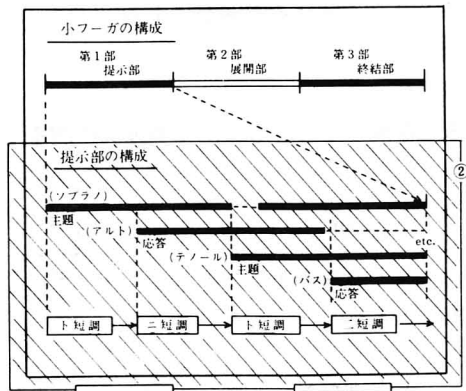 小フーガの構成
第1部 第2部 第3部
提示部 展開部 終結部
提示部の構成
②
(ソプラノ)
主題
(アルト)
応答
etc.
(テノール)
主題
(バス)
応答
ト短調 ニ短調 ト短調 ニ短調